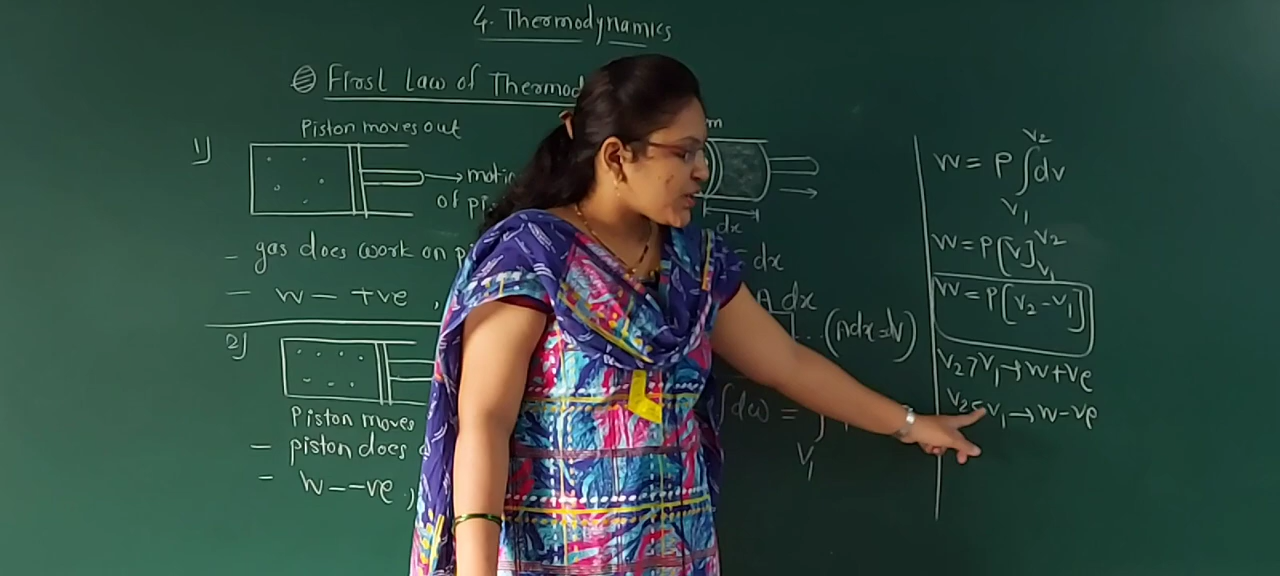 4. Thermodynamics
First Law of Thermod
Piston moves out
1)
motio
of pi
- gas does work on p
- W - +ve,
2)
Piston moves
- piston does
- W - -ve,
m
dx
= dx
A dx
... (Adx=dV)
∫dw =
V1
W = P ∫ dv
V2
V1
W = P[V]V2 V1
W = P[V2-V1]
V2>V1 → W+ve
V2<V1 → W-ve